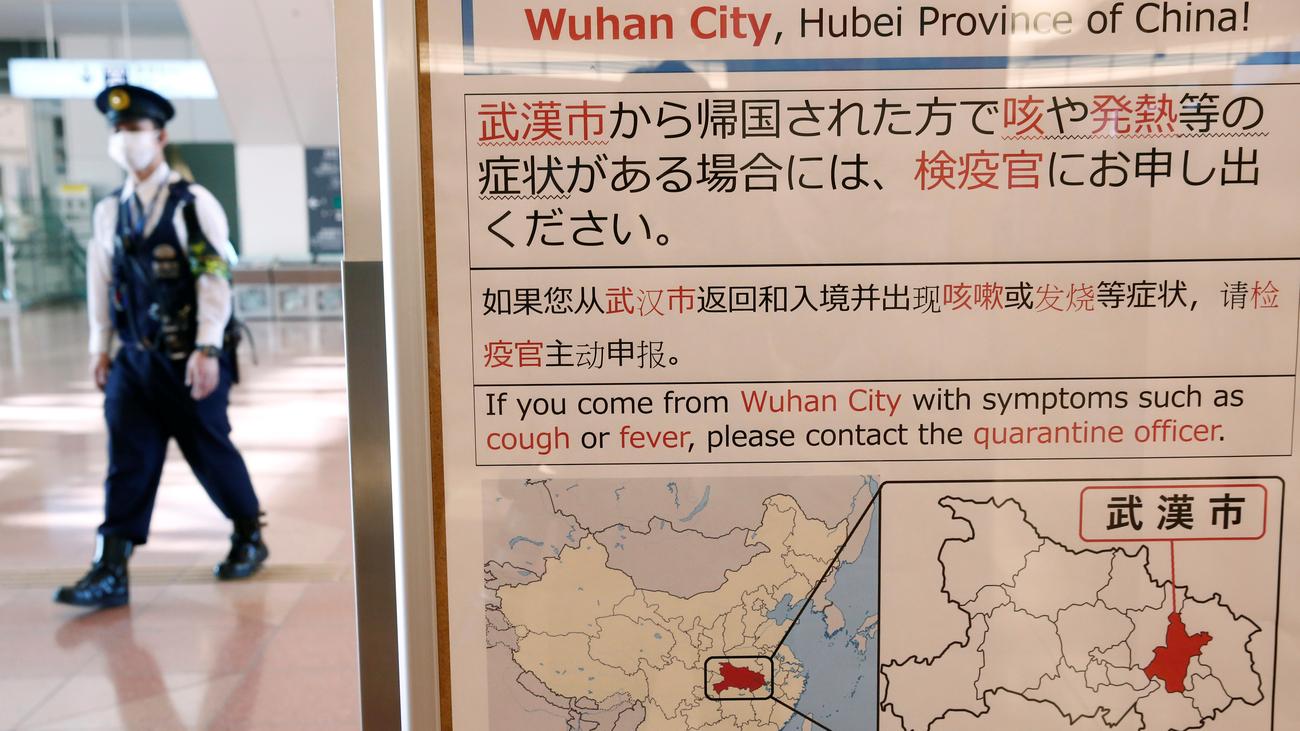 Wuhan City, Hubei Province of China!
武漢市から帰国された方で咳や発熱等の
症状がある場合には、検疫官にお申し出
ください。
如果您从武汉市返回和入境并出现咳嗽或发烧等症状，请检
疫官主动申报。
If you come from Wuhan City with symptoms such as
cough or fever, please contact the quarantine officer.
武漢市